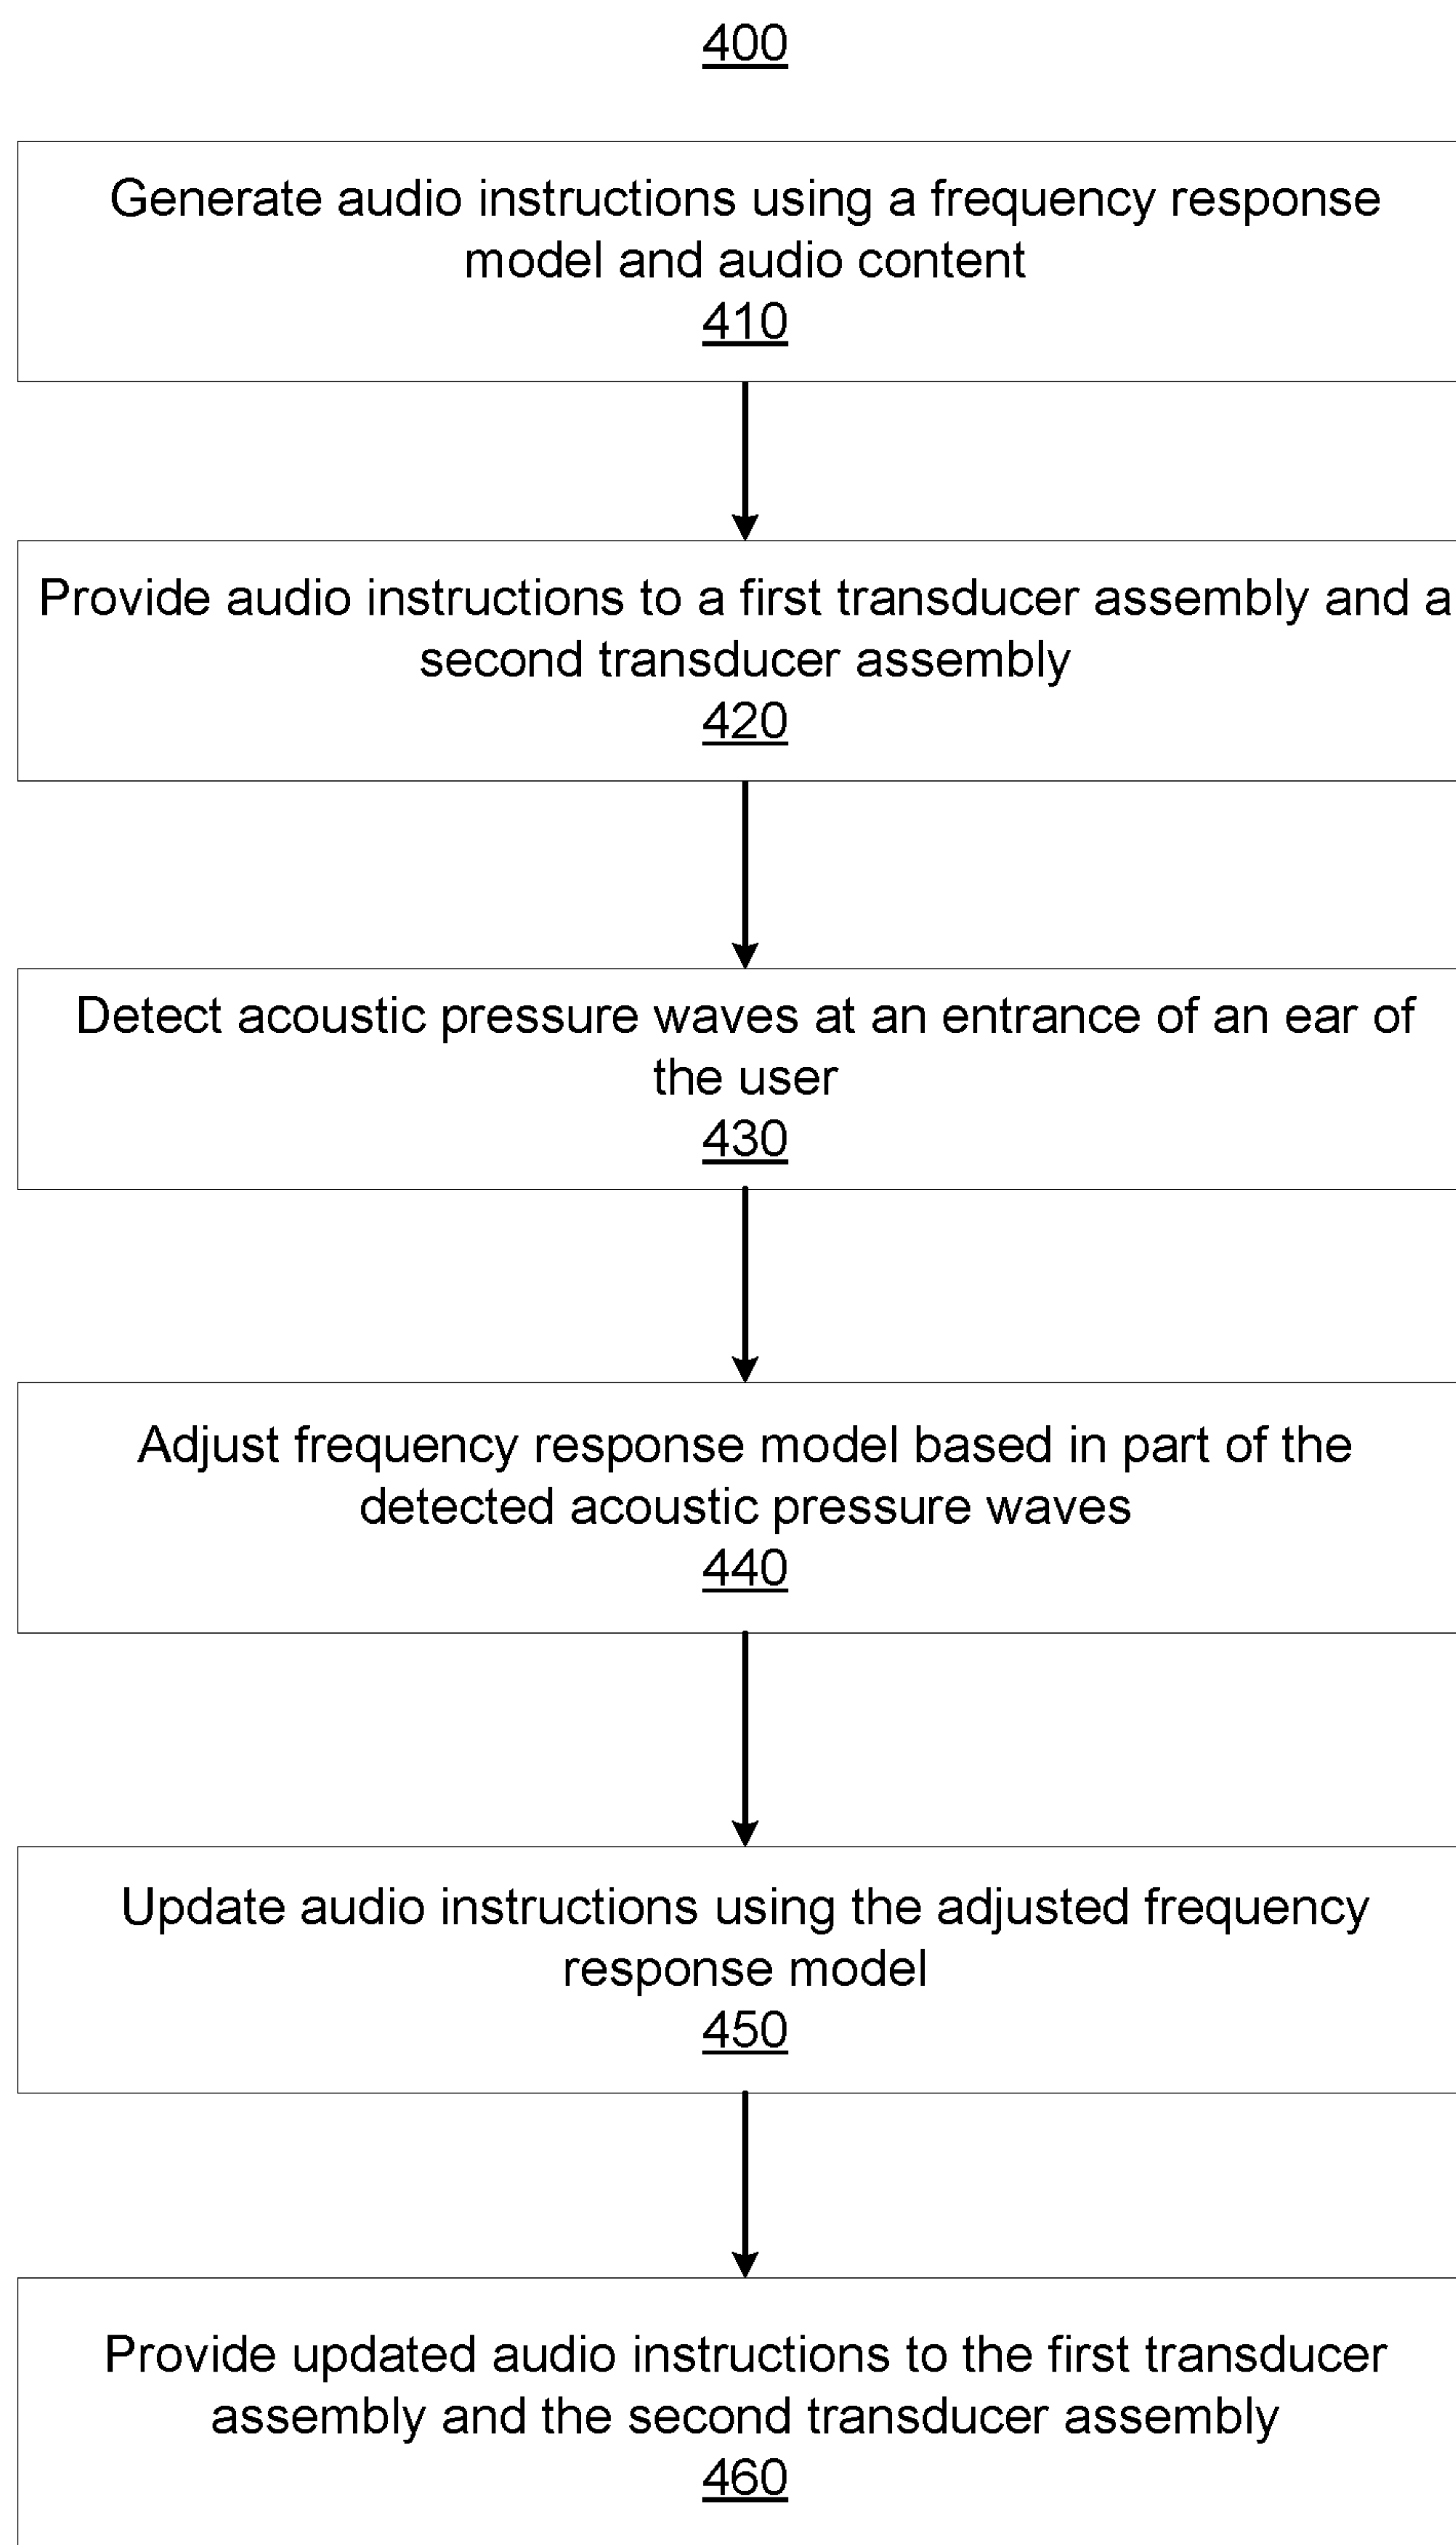 400
Generate audio instructions using a frequency response
model and audio content
410
Provide audio instructions to a first transducer assembly and a
second transducer assembly
420
Detect acoustic pressure waves at an entrance of an ear of
the user
430
Adjust frequency response model based in part of the
detected acoustic pressure waves
440
Update audio instructions using the adjusted frequency
response model
450
Provide updated audio instructions to the first transducer
assembly and the second transducer assembly
460